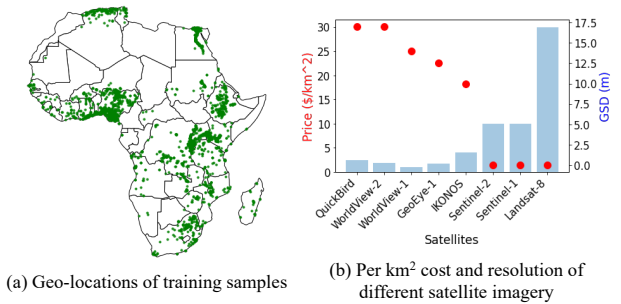 30
25
20
15
10
5
0
Price ($/km^2)
17.5
15.0
12.5
10.0
7.5
5.0
2.5
0.0
GSD (m)
QuickBird
WorldView-2
WorldView-1
GeoEye-1
IKONOS
Sentinel-2
Sentinel-1
Landsat-8
Satellites
(a) Geo-locations of training samples
(b) Per km² cost and resolution of
different satellite imagery